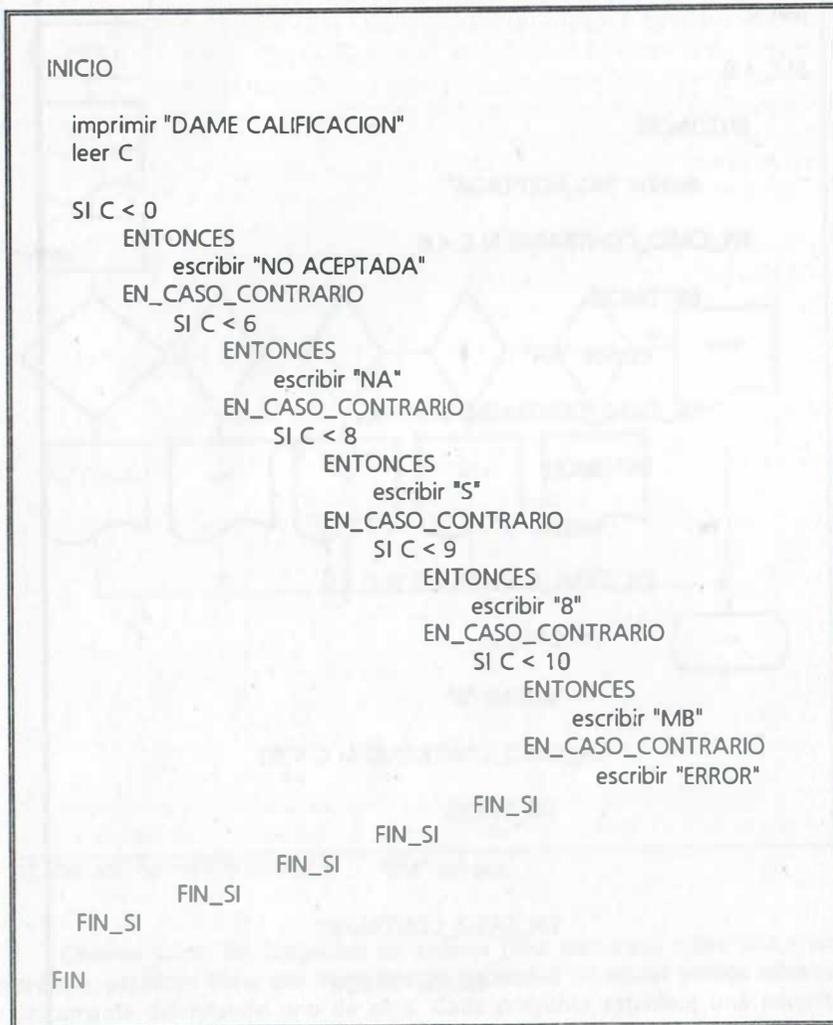 INICIO
imprimir "DAME CALIFICACION"
leer C
SI C < 0
ENTONCES
escribir "NO ACEPTADA"
EN_CASO_CONTRARIO
SI C < 6
ENTONCES
escribir "NA"
EN_CASO_CONTRARIO
SI C < 8
ENTONCES
escribir "S"
EN_CASO_CONTRARIO
SI C < 9
ENTONCES
escribir "8"
EN_CASO_CONTRARIO
SI C < 10
ENTONCES
escribir "MB"
EN_CASO_CONTRARIO
escribir "ERROR"
FIN_SI
FIN_SI
FIN_SI
FIN_SI
FIN_SI
FIN